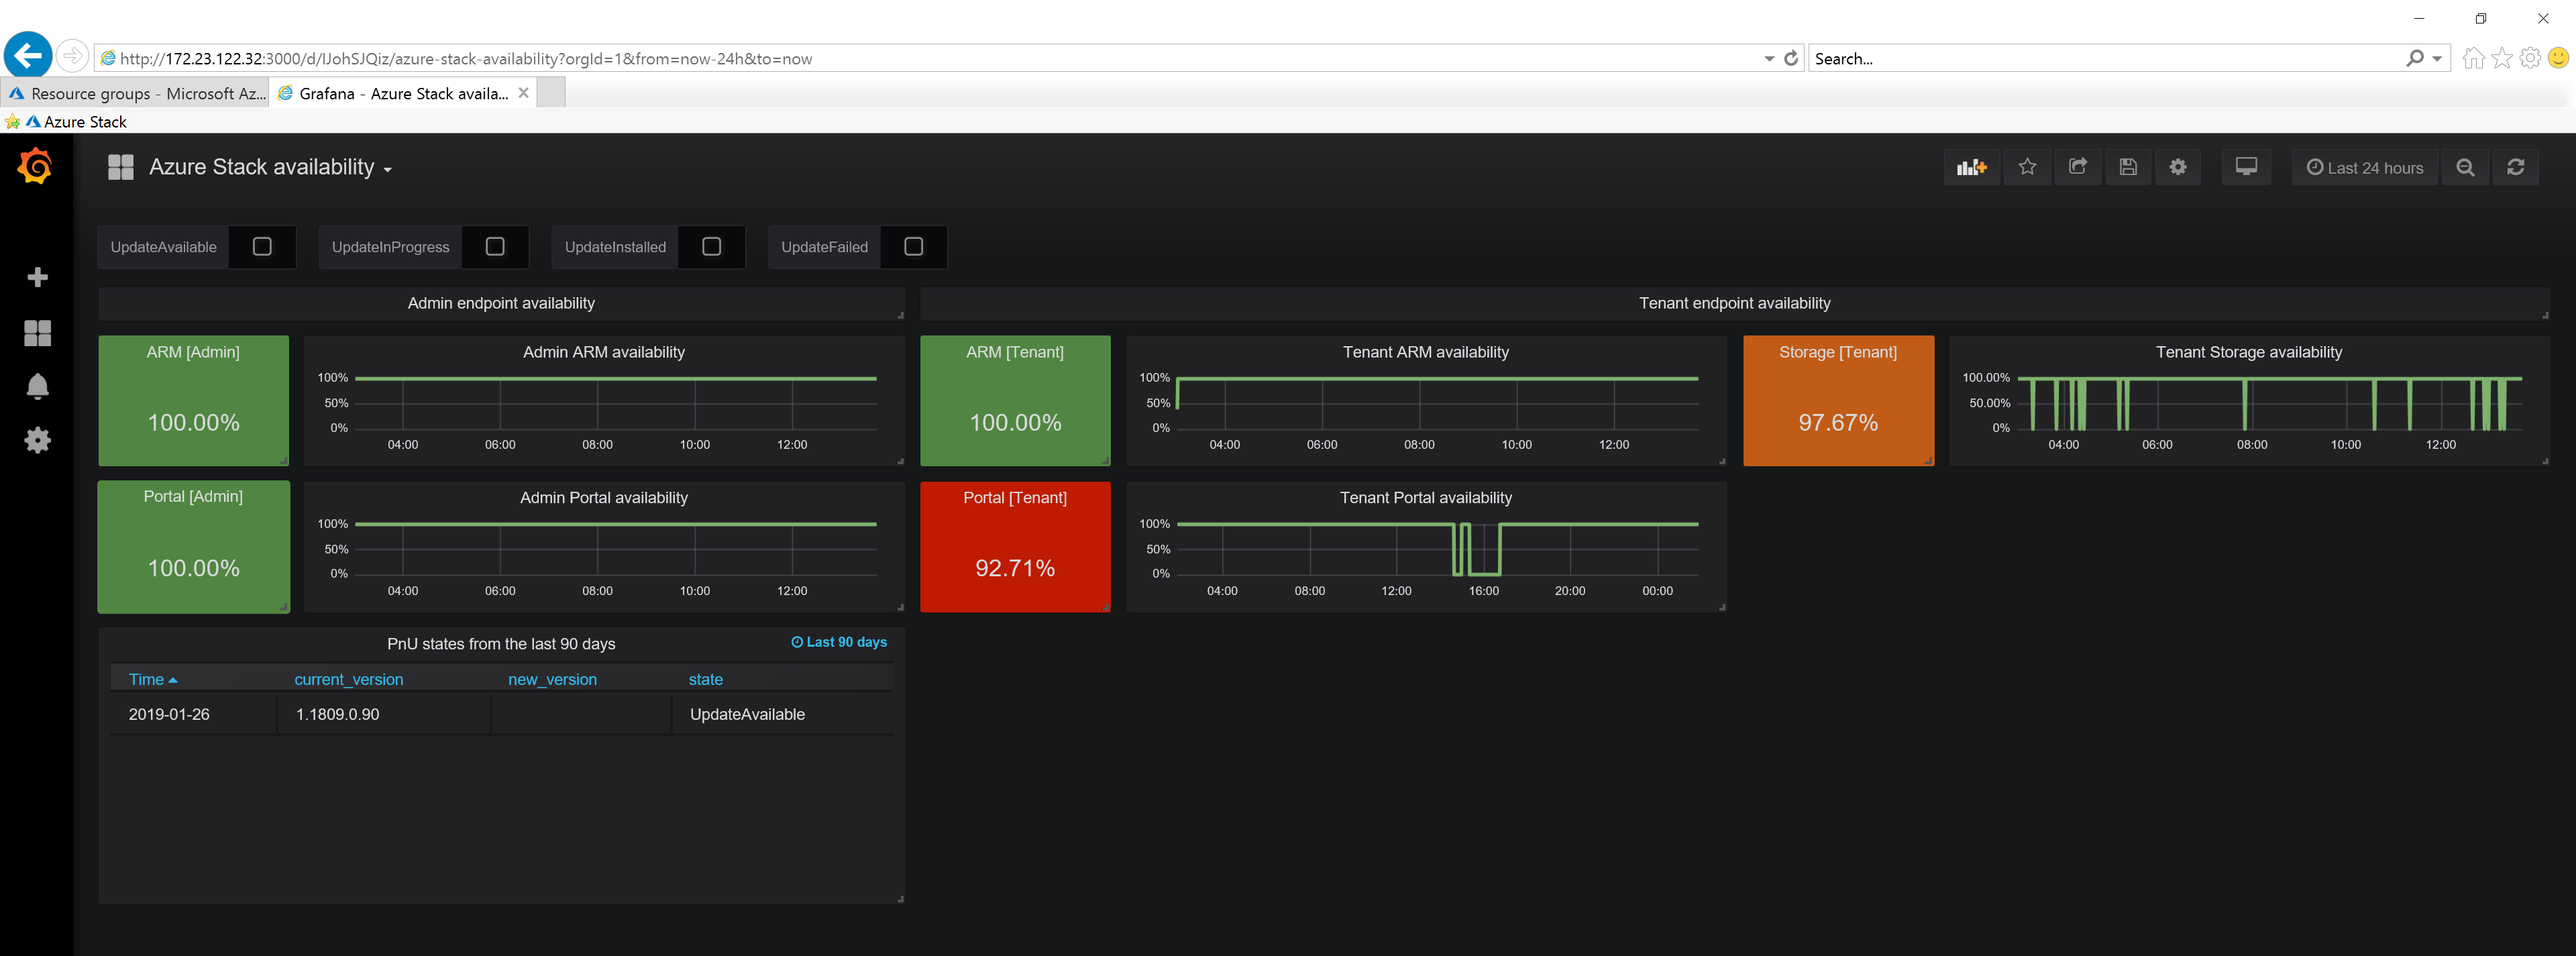 http://172.23.122.32:3000/d/IJohSJQiz/azure-stack-availability?orgId=1&from=now-24h&to=now
Search...
Resource groups - Microsoft Az...
Grafana - Azure Stack availa...
Azure Stack
Azure Stack availability
Last 24 hours
UpdateAvailable
UpdateInProgress
UpdateInstalled
UpdateFailed
Admin endpoint availability
Tenant endpoint availability
ARM [Admin]
100.00%
Admin ARM availability
100%
50%
0%
04:00 06:00 08:00 10:00 12:00
ARM [Tenant]
100.00%
Tenant ARM availability
100%
50%
0%
04:00 06:00 08:00 10:00 12:00
Storage [Tenant]
97.67%
Tenant Storage availability
100.00%
50.00%
0%
04:00 06:00 08:00 10:00 12:00
Portal [Admin]
100.00%
Admin Portal availability
100%
50%
0%
04:00 06:00 08:00 10:00 12:00
Portal [Tenant]
92.71%
Tenant Portal availability
100%
50%
0%
04:00 08:00 12:00 16:00 20:00 00:00
PnU states from the last 90 days
Last 90 days
Time current_version new_version state
2019-01-26 1.1809.0.90 UpdateAvailable